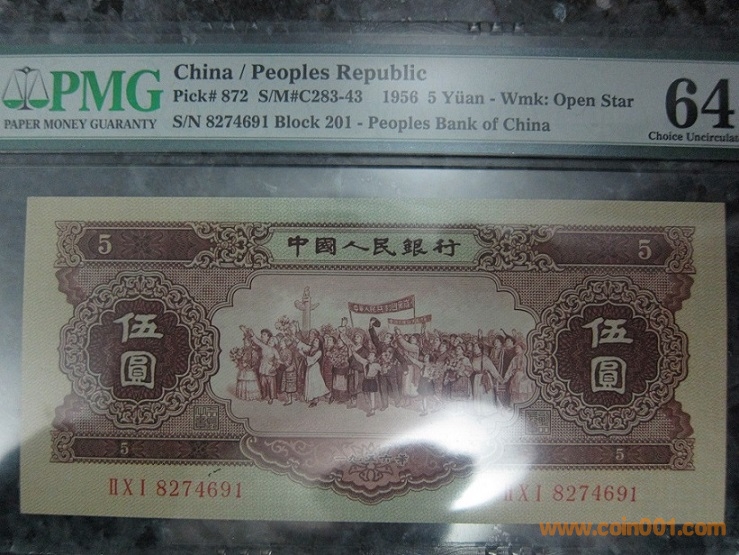 PMG
PAPER MONEY GUARANTY
China / Peoples Republic
Pick# 872 S/M#C283-43 1956 5 Yüan - Wmk: Open Star
S/N 8274691 Block 201 - Peoples Bank of China
64
Choice Uncirculat
5
中國人民銀行
5
伍圓
伍圓
5
5
ⅡⅩⅠ 8274691
ⅡⅩⅠ 8274691
www.coin001.com